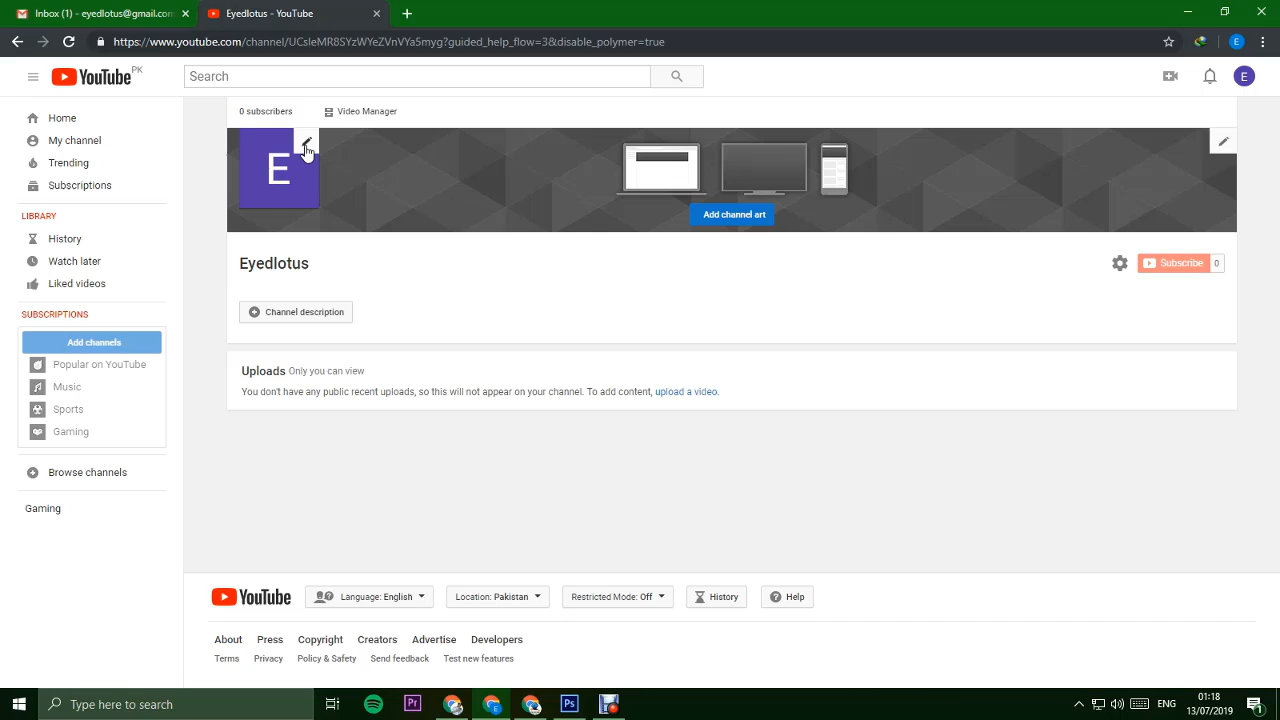 Inbox (1) - eyedlotus@gmail.com
Eyedlotus - YouTube
https://www.youtube.com/channel/UCsleMR8SYzWYeZVnVYa5myg?guided_help_flow=3&disable_polymer=true
E
YouTube PK
Search
E
0 subscribers
Video Manager
Home
My channel
Trending
Subscriptions
LIBRARY
History
Watch later
Liked videos
SUBSCRIPTIONS
Add channels
Popular on YouTube
Music
Sports
Gaming
Browse channels
Gaming
E
Add channel art
Eyedlotus
Subscribe 0
Channel description
Uploads Only you can view
You don't have any public recent uploads, so this will not appear on your channel. To add content, upload a video.
YouTube
Language: English
Location: Pakistan
Restricted Mode: Off
History
Help
About Press Copyright Creators Advertise Developers
Terms Privacy Policy & Safety Send feedback Test new features
Type here to search
Pr
E
Ps
ENG
01:18
13/07/2019
1